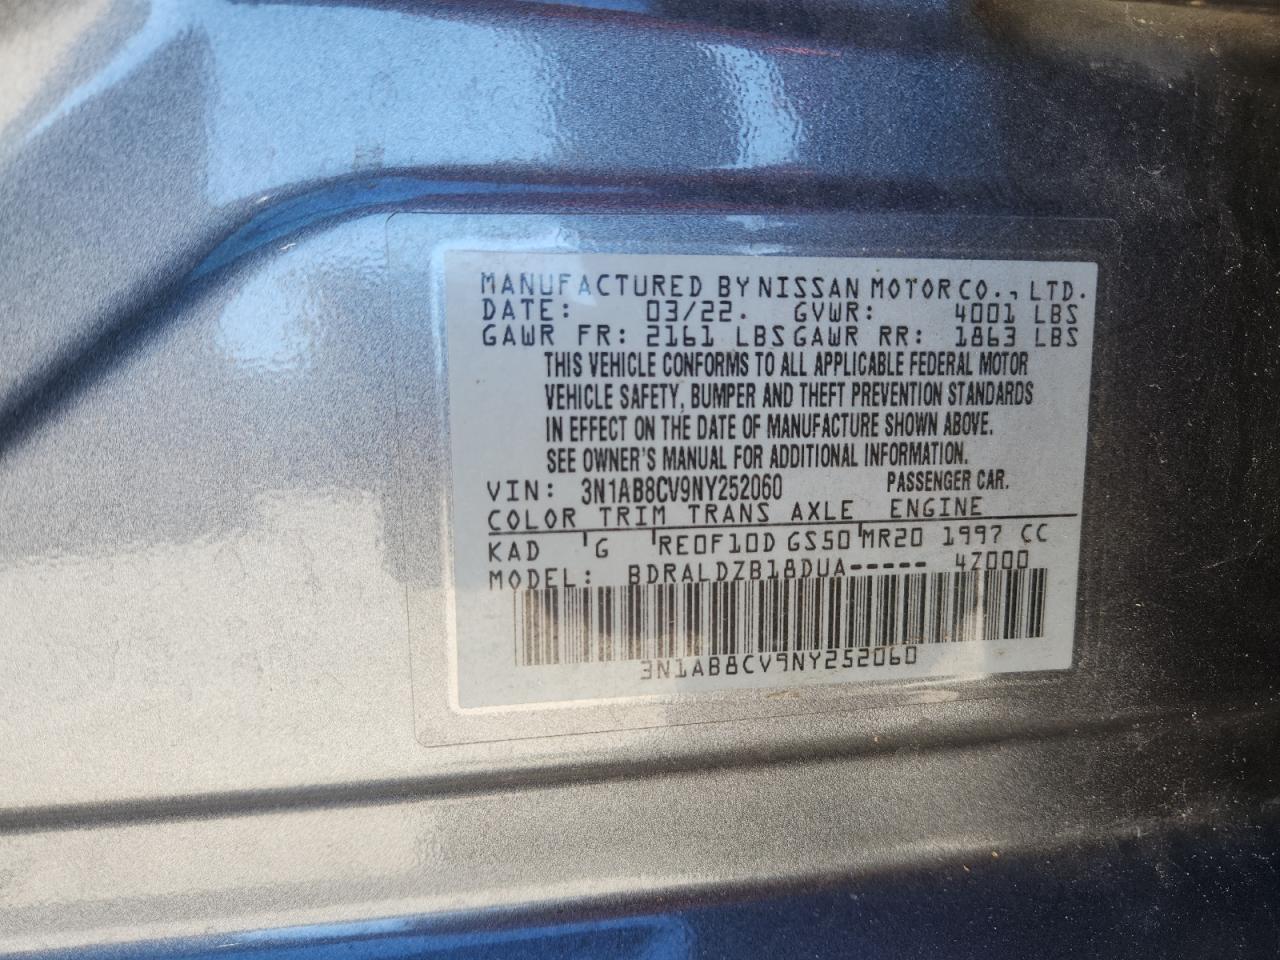 MANUFACTURED BY NISSAN MOTOR CO., LTD.
DATE: 03/22. GVWR: 4001 LBS
GAWR FR: 2161 LBS GAWR RR: 1863 LBS
THIS VEHICLE CONFORMS TO ALL APPLICABLE FEDERAL MOTOR
VEHICLE SAFETY, BUMPER AND THEFT PREVENTION STANDARDS
IN EFFECT ON THE DATE OF MANUFACTURE SHOWN ABOVE.
SEE OWNER'S MANUAL FOR ADDITIONAL INFORMATION.
VIN: 3N1AB8CV9NY252060 PASSENGER CAR.
COLOR TRIM TRANS AXLE ENGINE
KAD G RE0F10D GS50 MR20 1997 CC
MODEL: BDRALDZB18DUA----- 4Z000
3N1AB8CV9NY252060